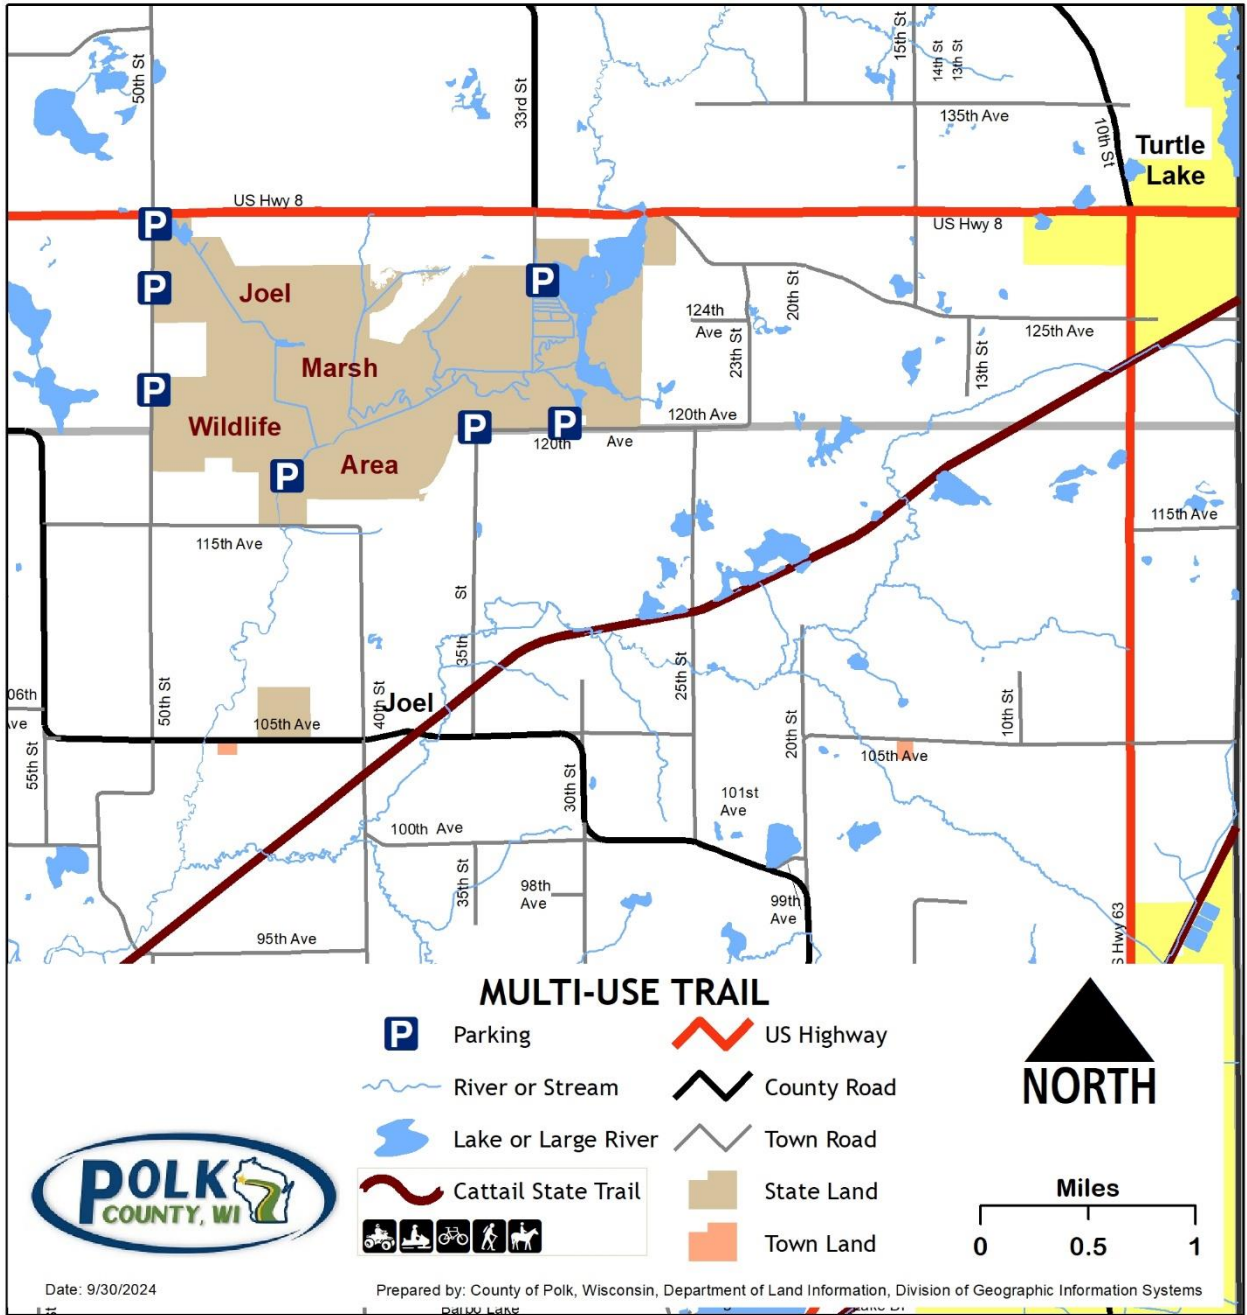 50th St
33rd St
15th St
14th St
13th St
135th Ave
10th St
Turtle
Lake
US Hwy 8
US Hwy 8
Joel
20th St
124th
Ave
23th St
125th Ave
13th St
Marsh
120th Ave
Wildlife
120th
Ave
Area
115th Ave
115th Ave
35th St
50th St
40th St
Joel
25th St
10th St
06th
Ave
105th Ave
20th St
105th Ave
55th St
30th St
101st
Ave
100th Ave
35th St
98th
Ave
99th
Ave
95th Ave
S Hwy 63
MULTI-USE TRAIL
P Parking
US Highway
River or Stream
County Road
NORTH
Lake or Large River
Town Road
Cattail State Trail
State Land
Miles
POLK
COUNTY, WI
Town Land
0 0.5 1
Date: 9/30/2024
Prepared by: County of Polk, Wisconsin, Department of Land Information, Division of Geographic Information Systems